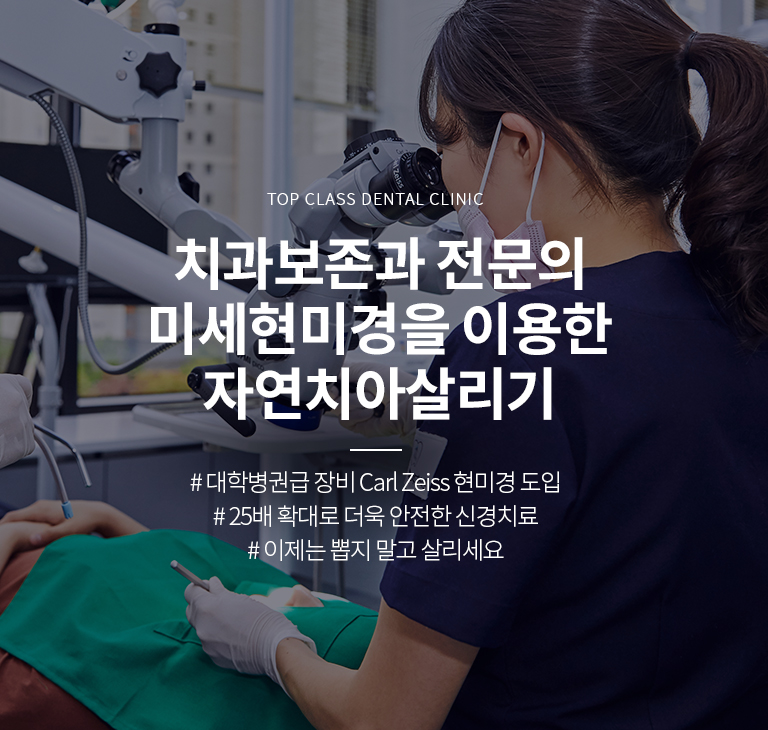 TOP CLASS DENTAL CLINIC
치과보존과 전문의
미세현미경을 이용한
자연치아살리기
# 대학병권급 장비 Carl Zeiss 현미경 도입
# 25배 확대로 더욱 안전한 신경치료
# 이제는 뽑지 말고 살리세요
Zeiss